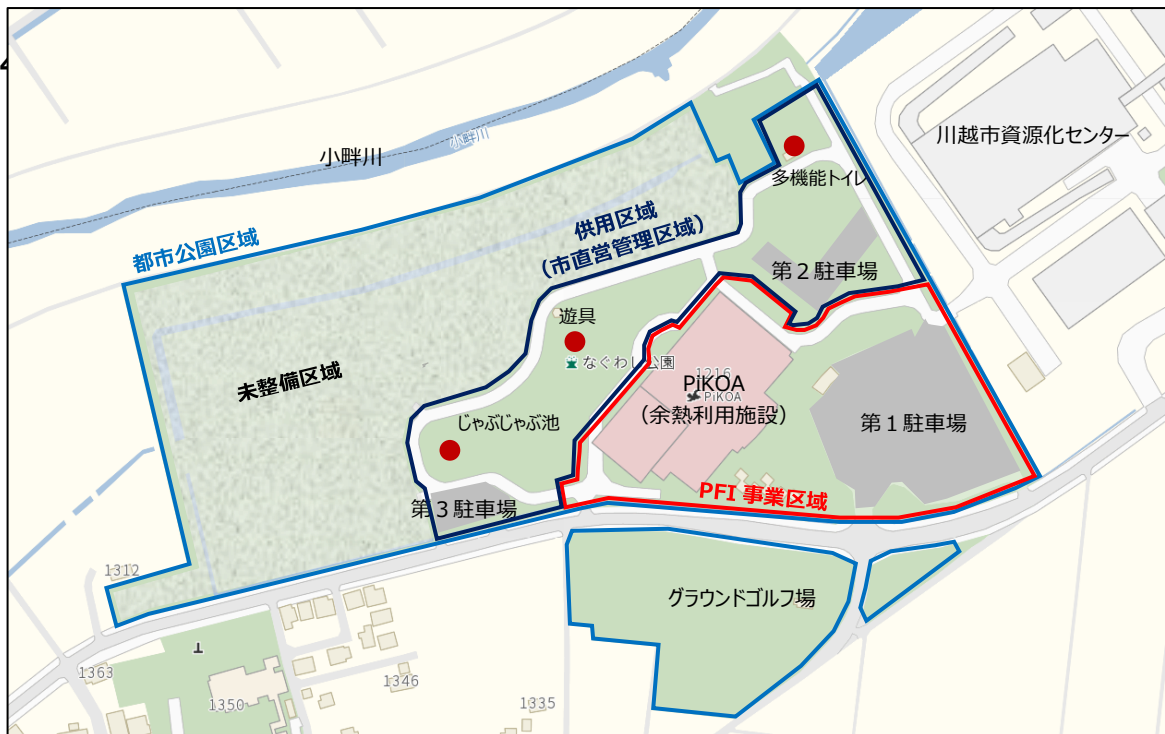 小畔川
小畔川
川越市資源化センター
多機能トイレ
都市公園区域
供用区域
(市直営管理区域)
第2駐車場
遊具
なぐわし公園
未整備区域
1216
PiKOA
PiKOA
(余熱利用施設)
じゃぶじゃぶ池
第1駐車場
第3駐車場
PFI 事業区域
1312
グラウンドゴルフ場
1363
1350
1346
1335